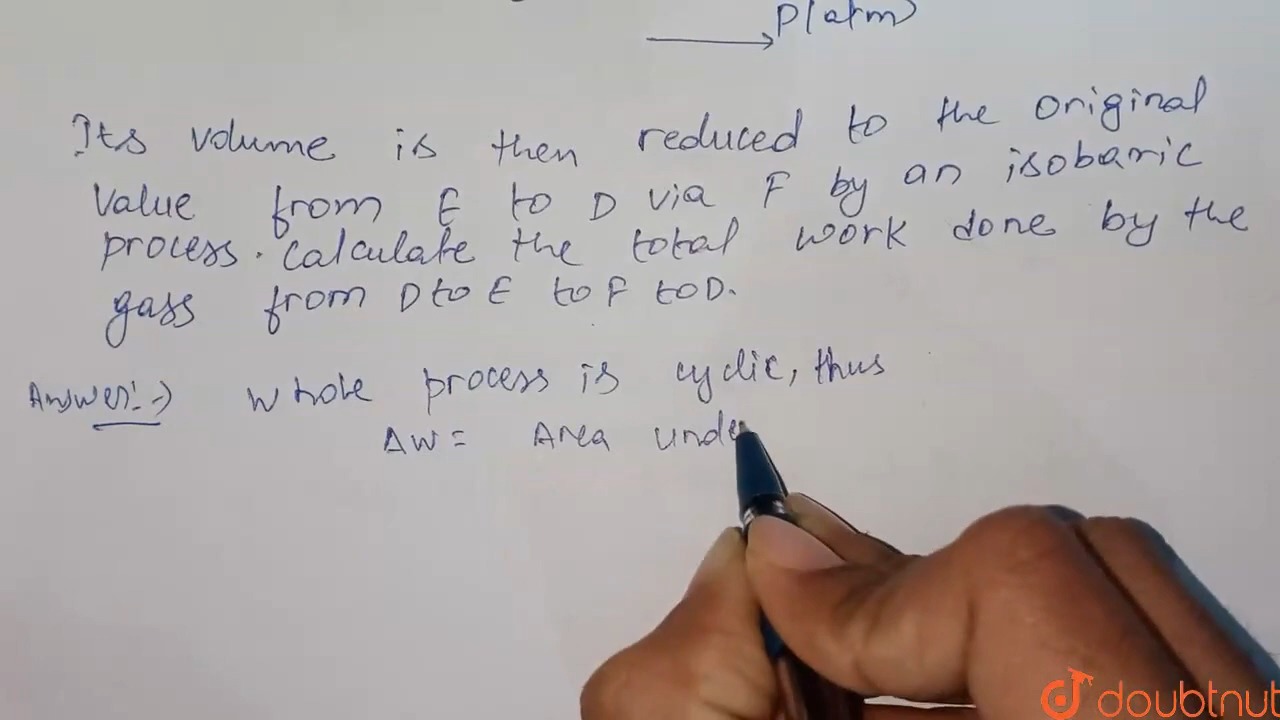 P(atm)
Its volume is then reduced to the original
value from E to D via F by an isobaric
process. Calculate the total work done by the
gass from D to E to F to D.
Answer:→ whole process is cyclic, thus
ΔW = Area unde
doubtnut